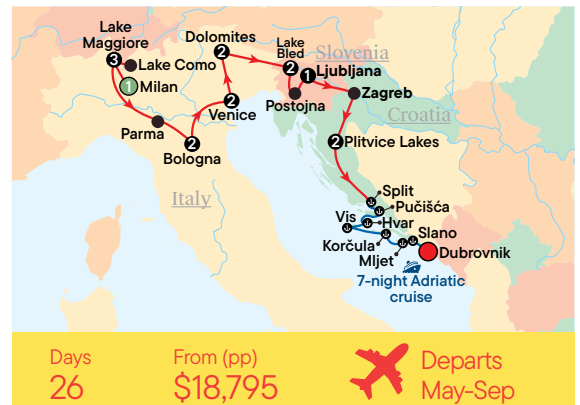 Lake
Maggiore
3
Lake Como
1
Milan
Parma
2
Bologna
2
Venice
Dolomites
2
Lake
Bled
2
Slovenia
1
Ljubljana
Postojna
Zagreb
Croatia
2
Plitvice Lakes
Italy
Split
Pučišća
Vis
Hvar
Slano
Korčula
Mljet
Dubrovnik
7-night Adriatic
cruise
Days
26
From (pp)
$18,795
Departs
May-Sep